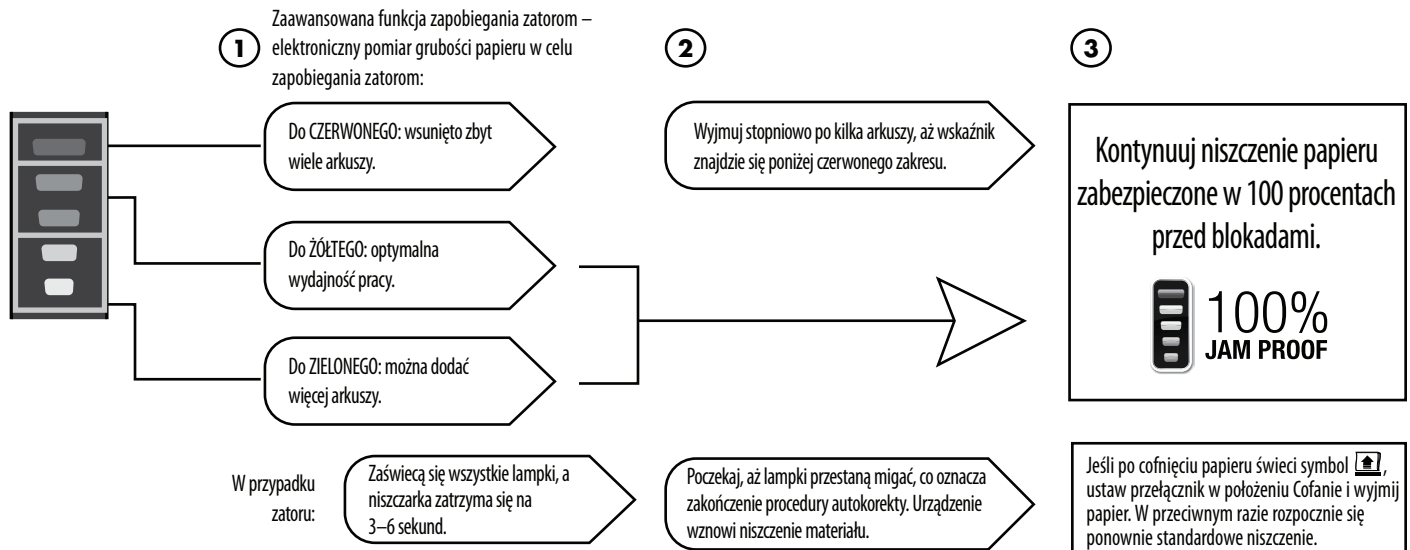 1
Zaawansowana funkcja zapobiegania zatorom –
elektroniczny pomiar grubości papieru w celu
zapobiegania zatorom:
Do CZERWONEGO: wsunięto zbyt
wiele arkuszy.
Do ŻÓŁTEGO: optymalna
wydajność pracy.
Do ZIELONEGO: można dodać
więcej arkuszy.
2
Wyjmuj stopniowo po kilka arkuszy, aż wskaźnik
znajdzie się poniżej czerwonego zakresu.
3
Kontynuuj niszczenie papieru
zabezpieczone w 100 procentach
przed blokadami.
100%
JAM PROOF
W przypadku
zatoru:
Zaświecą się wszystkie lampki, a
niszczarka zatrzyma się na
3–6 sekund.
Poczekaj, aż lampki przestaną migać, co oznacza
zakończenie procedury autokorekty. Urządzenie
wznowi niszczenie materiału.
Jeśli po cofnięciu papieru świeci symbol ,
ustaw przełącznik w położeniu Cofanie i wyjmij
papier. W przeciwnym razie rozpocznie się
ponownie standardowe niszczenie.